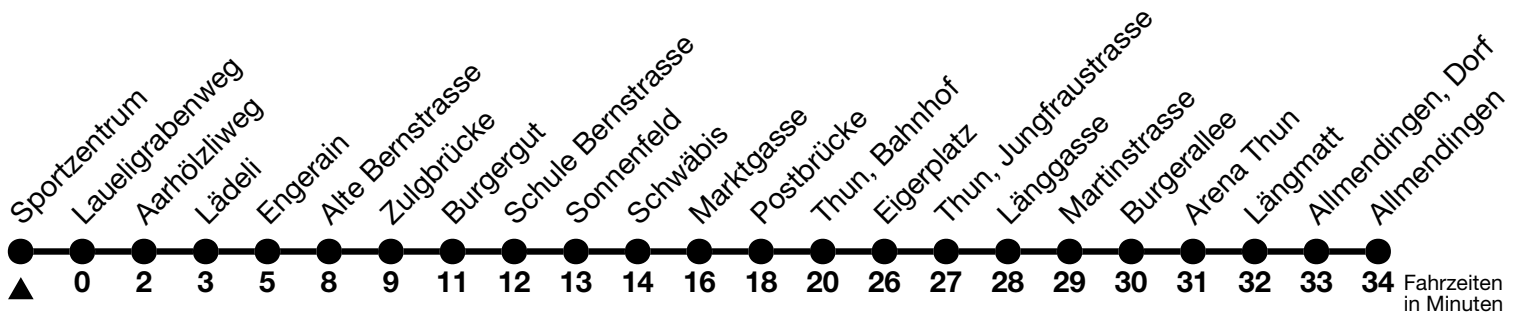 Sportzentrum
Laueligrabenweg
Aarhölzliweg
Lädeli
Engerain
Alte Bernstrasse
Zulgbrücke
Burgergut
Schule Bernstrasse
Sonnenfeld
Schwäbis
Marktgasse
Postbrücke
Thun, Bahnhof
Eigerplatz
Thun, Jungfraustrasse
Länggasse
Martinstrasse
Burgerallee
Arena Thun
Längmatt
Allmendingen, Dorf
Allmendingen
0 2 3 5 8 9 11 12 13 14 16 18 20 26 27 28 29 30 31 32 33 34 Fahrzeiten
in Minuten